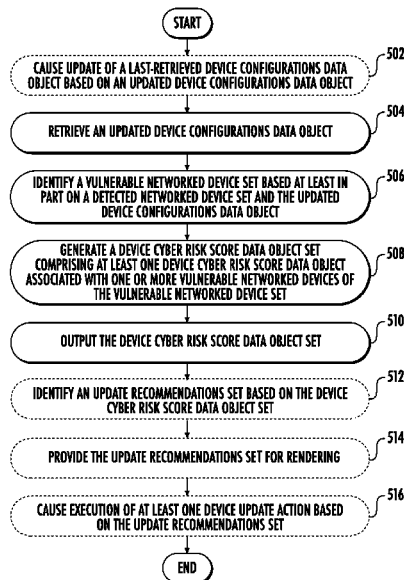 START
502
CAUSE UPDATE OF A LAST-RETRIEVED DEVICE CONFIGURATIONS DATA
OBJECT BASED ON AN UPDATED DEVICE CONFIGURATIONS DATA OBJECT
504
RETRIEVE AN UPDATED DEVICE CONFIGURATIONS DATA OBJECT
506
IDENTIFY A VULNERABLE NETWORKED DEVICE SET BASED AT LEAST IN
PART ON A DETECTED NETWORKED DEVICE SET AND THE UPDATED
DEVICE CONFIGURATIONS DATA OBJECT
508
GENERATE A DEVICE CYBER RISK SCORE DATA OBJECT SET
COMPRISING AT LEAST ONE DEVICE CYBER RISK SCORE DATA OBJECT
ASSOCIATED WITH ONE OR MORE VULNERABLE NETWORKED DEVICES OF
THE VULNERABLE NETWORKED DEVICE SET
510
OUTPUT THE DEVICE CYBER RISK SCORE DATA OBJECT SET
512
IDENTIFY AN UPDATE RECOMMENDATIONS SET BASED ON THE DEVICE
CYBER RISK SCORE DATA OBJECT SET
514
PROVIDE THE UPDATE RECOMMENDATIONS SET FOR RENDERING
516
CAUSE EXECUTION OF AT LEAST ONE DEVICE UPDATE ACTION BASED
ON THE UPDATE RECOMMENDATIONS SET
END